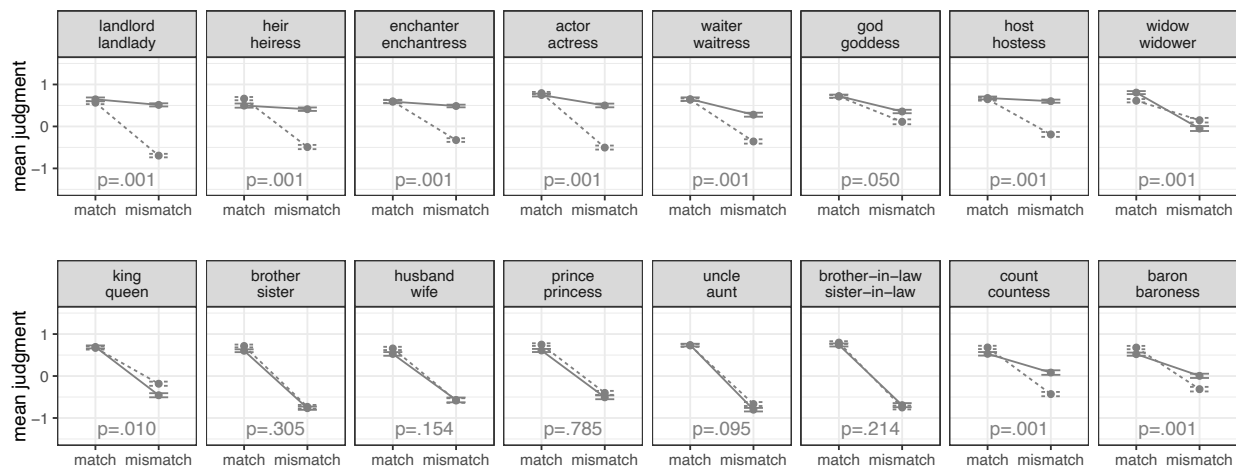 landlord heir enchanter actor waiter god host widow
landlady heiress enchantress actress waitress goddess hostess widower
mean judgment
1
0
−1
p=.001 p=.001 p=.001 p=.001 p=.001 p=.050 p=.001 p=.001
match mismatch match mismatch match mismatch match mismatch match mismatch match mismatch match mismatch match mismatch
king brother husband prince uncle brother−in−law count baron
queen sister wife princess aunt sister−in−law countess baroness
mean judgment
1
0
−1
p=.010 p=.305 p=.154 p=.785 p=.095 p=.214 p=.001 p=.001
match mismatch match mismatch match mismatch match mismatch match mismatch match mismatch match mismatch match mismatch